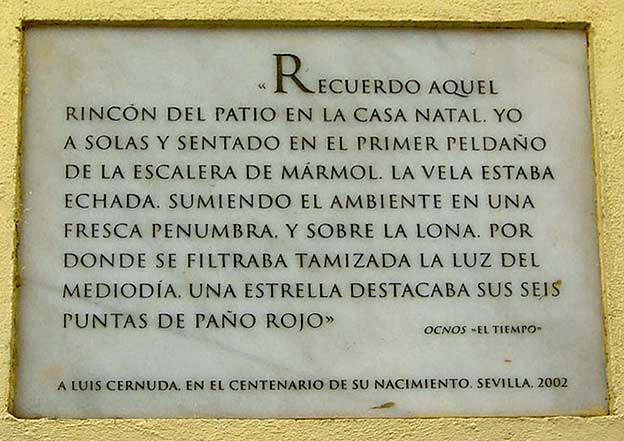 « RECUERDO AQUEL
RINCÓN DEL PATIO EN LA CASA NATAL, YO
A SOLAS Y SENTADO EN EL PRIMER PELDAÑO
DE LA ESCALERA DE MÁRMOL. LA VELA ESTABA
ECHADA, SUMIENDO EL AMBIENTE EN UNA
FRESCA PENUMBRA, Y SOBRE LA LONA, POR
DONDE SE FILTRABA TAMIZADA LA LUZ DEL
MEDIODÍA, UNA ESTRELLA DESTACABA SUS SEIS
PUNTAS DE PAÑO ROJO»
OCNOS «EL TIEMPO»
A LUIS CERNUDA, EN EL CENTENARIO DE SU NACIMIENTO. SEVILLA, 2002